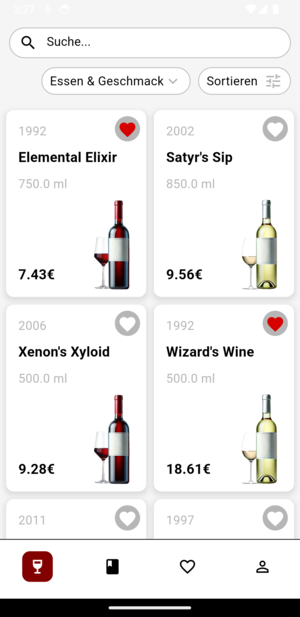 3:27
Suche...
Essen & Geschmack
Sortieren
1992
Elemental Elixir
750.0 ml
7.43€
2002
Satyr's Sip
850.0 ml
9.56€
2006
Xenon's Xyloid
500.0 ml
9.28€
1992
Wizard's Wine
500.0 ml
18.61€
2011
1997